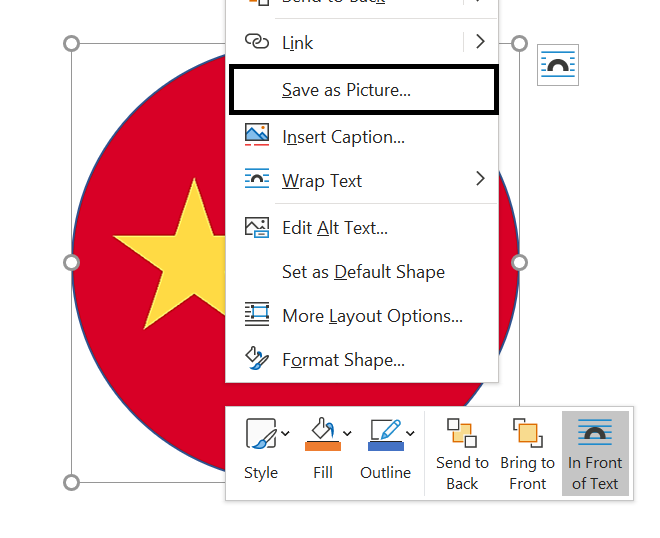 Send to Back
Link
Save as Picture...
Insert Caption...
Wrap Text
Edit Alt Text...
Set as Default Shape
More Layout Options...
Format Shape...
Style
Fill
Outline
Send to
Back
Bring to
Front
In Front
of Text